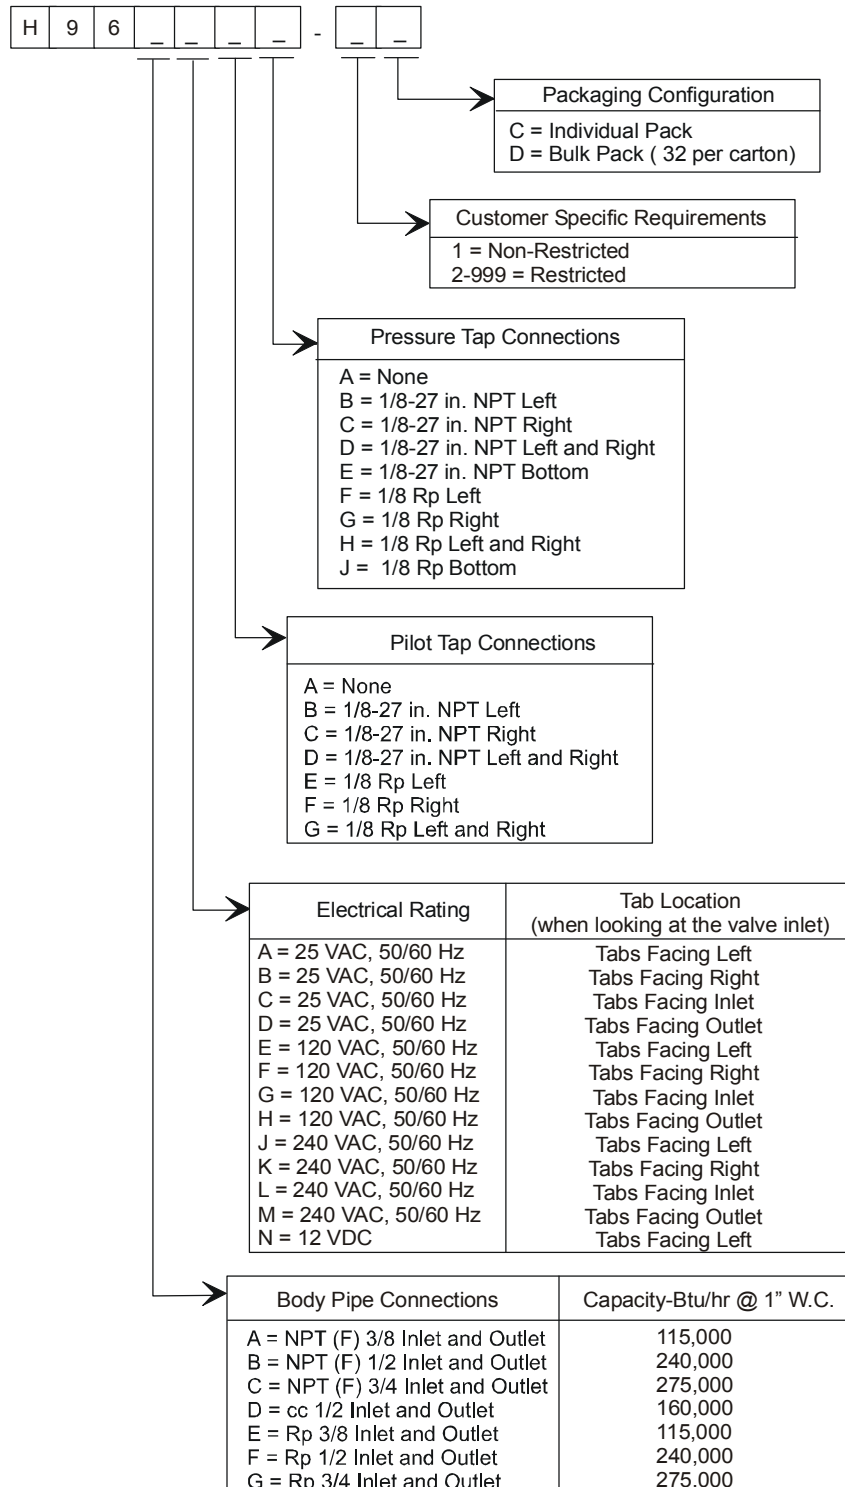 H 9 6 _ _ _ _ - _ _
Packaging Configuration
C = Individual Pack
D = Bulk Pack ( 32 per carton)
Customer Specific Requirements
1 = Non-Restricted
2-999 = Restricted
Pressure Tap Connections
A = None
B = 1/8-27 in. NPT Left
C = 1/8-27 in. NPT Right
D = 1/8-27 in. NPT Left and Right
E = 1/8-27 in. NPT Bottom
F = 1/8 Rp Left
G = 1/8 Rp Right
H = 1/8 Rp Left and Right
J = 1/8 Rp Bottom
Pilot Tap Connections
A = None
B = 1/8-27 in. NPT Left
C = 1/8-27 in. NPT Right
D = 1/8-27 in. NPT Left and Right
E = 1/8 Rp Left
F = 1/8 Rp Right
G = 1/8 Rp Left and Right
Electrical Rating Tab Location
(when looking at the valve inlet)
A = 25 VAC, 50/60 Hz Tabs Facing Left
B = 25 VAC, 50/60 Hz Tabs Facing Right
C = 25 VAC, 50/60 Hz Tabs Facing Inlet
D = 25 VAC, 50/60 Hz Tabs Facing Outlet
E = 120 VAC, 50/60 Hz Tabs Facing Left
F = 120 VAC, 50/60 Hz Tabs Facing Right
G = 120 VAC, 50/60 Hz Tabs Facing Inlet
H = 120 VAC, 50/60 Hz Tabs Facing Outlet
J = 240 VAC, 50/60 Hz Tabs Facing Left
K = 240 VAC, 50/60 Hz Tabs Facing Right
L = 240 VAC, 50/60 Hz Tabs Facing Inlet
M = 240 VAC, 50/60 Hz Tabs Facing Outlet
N = 12 VDC Tabs Facing Left
Body Pipe Connections Capacity-Btu/hr @ 1” W.C.
A = NPT (F) 3/8 Inlet and Outlet 115,000
B = NPT (F) 1/2 Inlet and Outlet 240,000
C = NPT (F) 3/4 Inlet and Outlet 275,000
D = cc 1/2 Inlet and Outlet 160,000
E = Rp 3/8 Inlet and Outlet 115,000
F = Rp 1/2 Inlet and Outlet 240,000
G = Rp 3/4 Inlet and Outlet 275,000